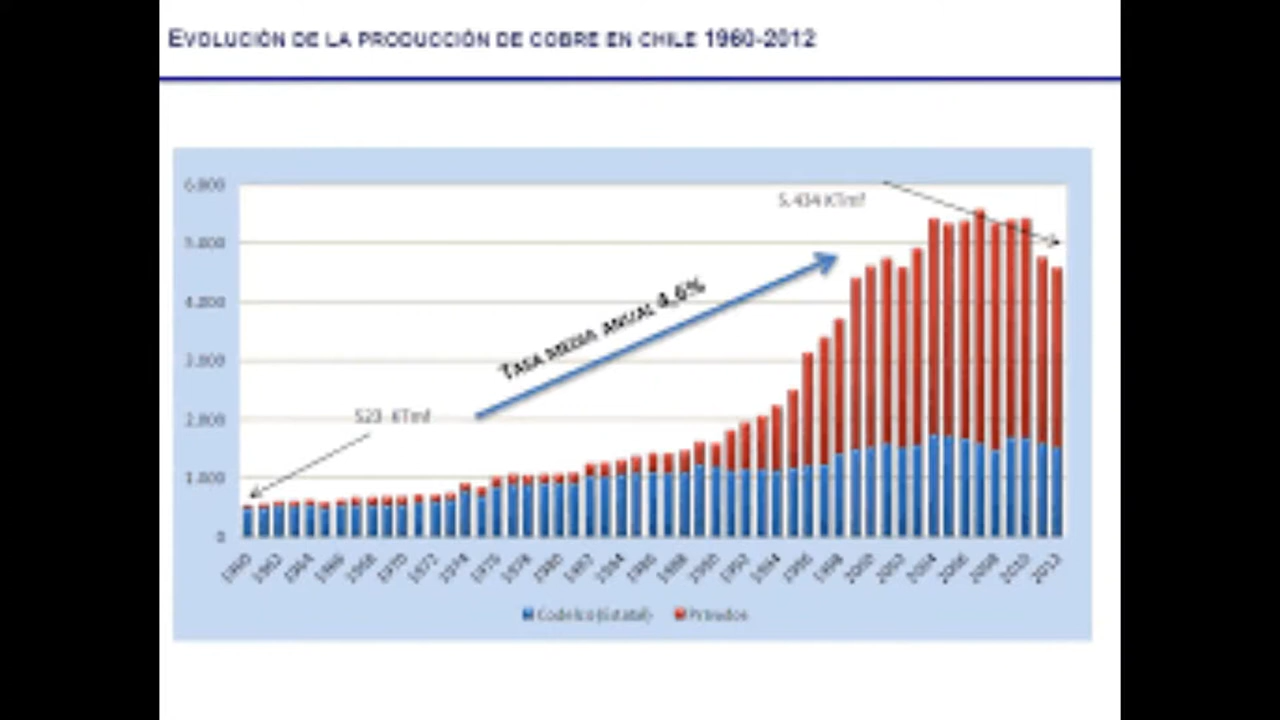 EVOLUCIÓN DE LA PRODUCCIÓN DE COBRE EN CHILE 1960-2012
6.000
5.434 KTmf
5.000
4.000
TASA MEDIA ANUAL 4,6%
3.000
523 KTmf
2.000
1.000
0
1960 1962 1964 1966 1968 1970 1972 1974 1976 1978 1980 1982 1984 1986 1988 1990 1992 1994 1996 1998 2000 2002 2004 2006 2008 2010 2012
Codelco (Estatal) Privados